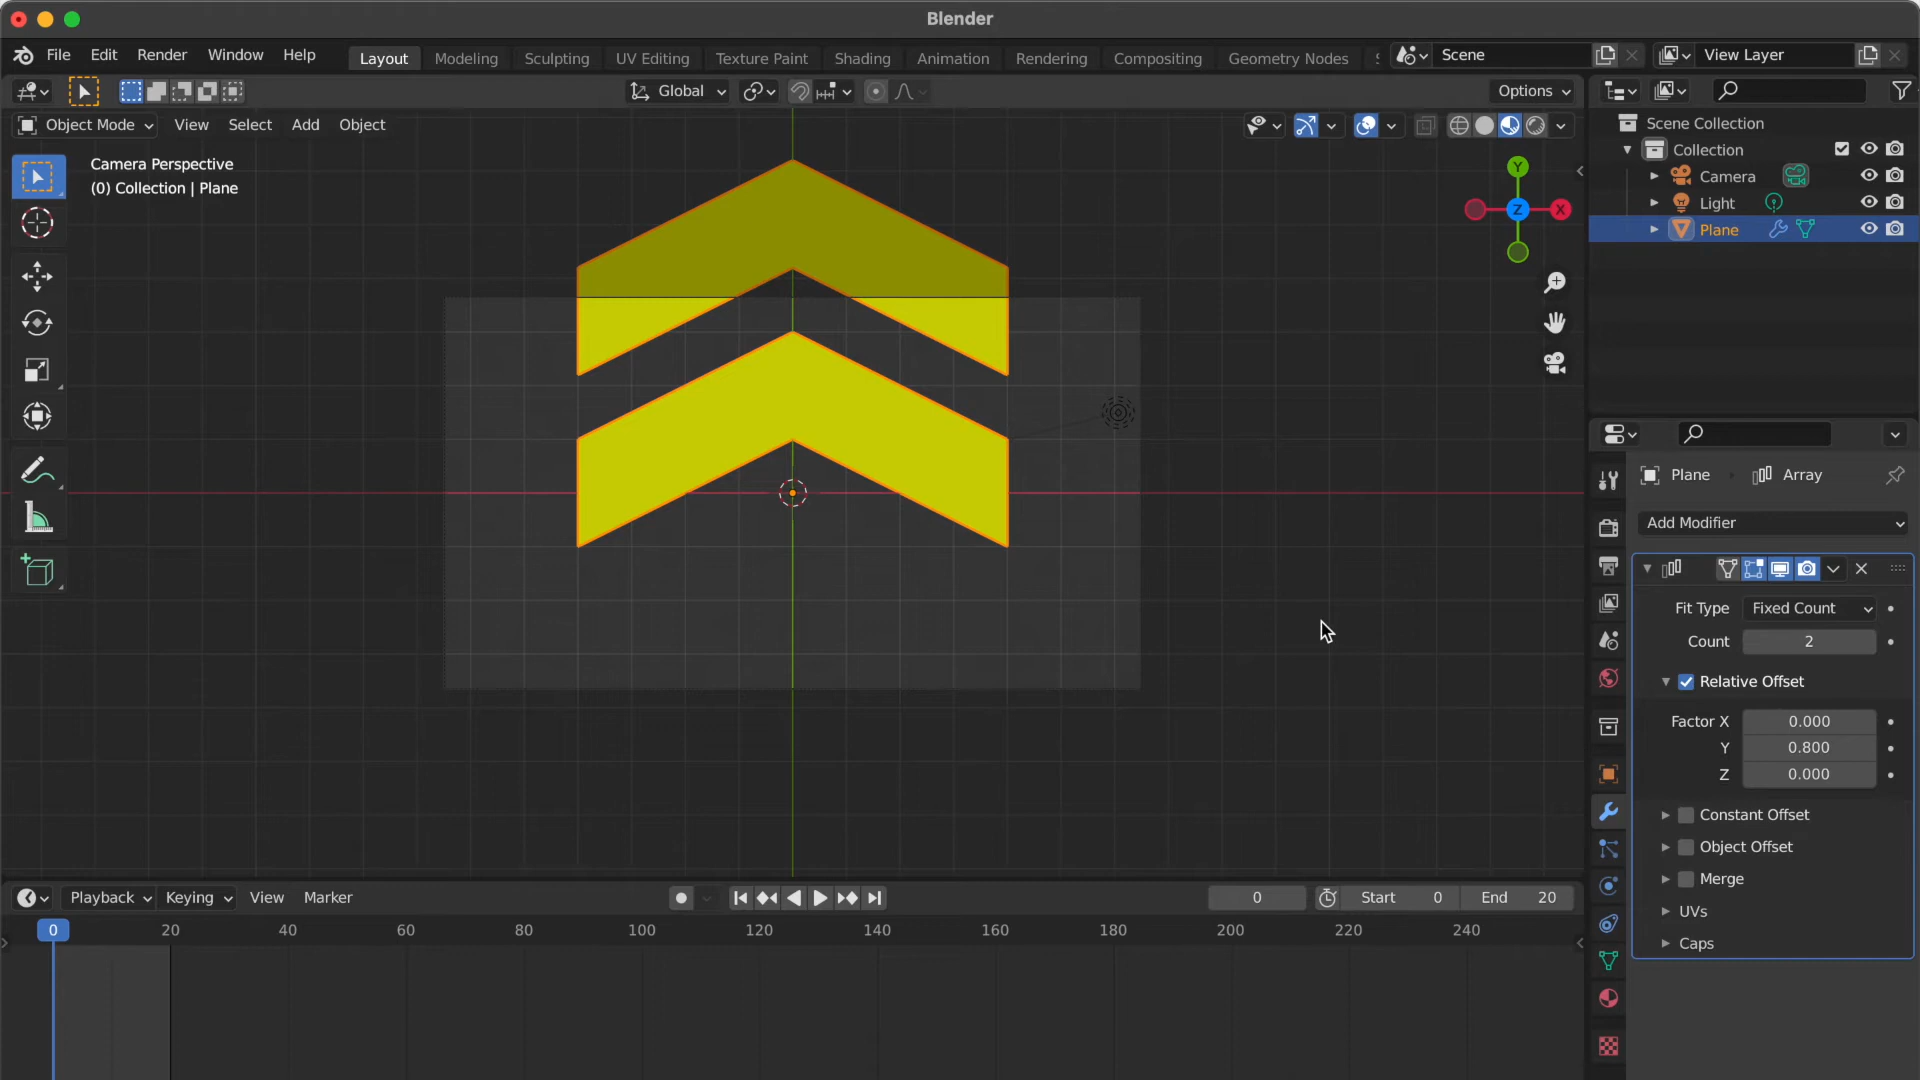 Blender
File Edit Render Window Help Layout Modeling Sculpting UV Editing Texture Paint Shading Animation Rendering Compositing Geometry Nodes Scene View Layer
Global Options
Object Mode View Select Add Object
Camera Perspective
(0) Collection | Plane
Y
Z
X
Scene Collection
Collection
Camera
Light
Plane
Plane Array
Add Modifier
Fit Type Fixed Count
Count 2
Relative Offset
Factor X 0.000
Y 0.800
Z 0.000
Constant Offset
Object Offset
Merge
UVs
Caps
Playback Keying View Marker 0 Start 0 End 20
0 20 40 60 80 100 120 140 160 180 200 220 240